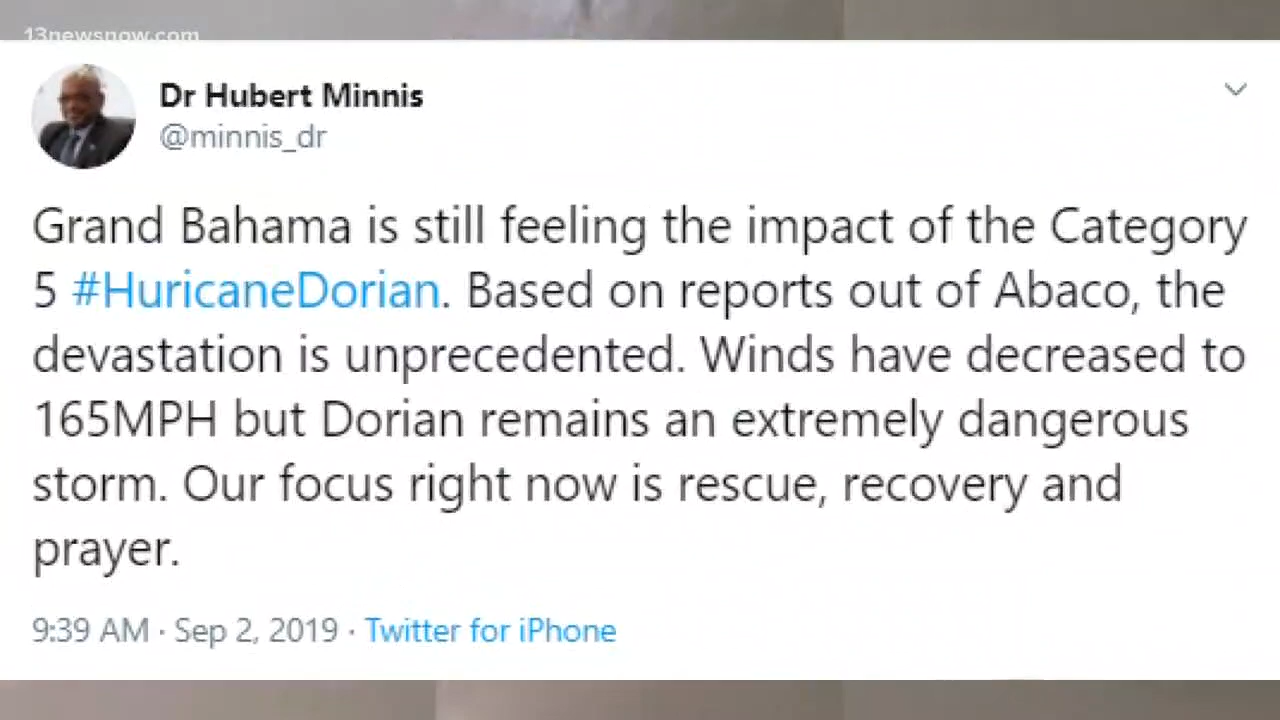 13newsnow.com
Dr Hubert Minnis
@minnis_dr
Grand Bahama is still feeling the impact of the Category
5 #HuricaneDorian. Based on reports out of Abaco, the
devastation is unprecedented. Winds have decreased to
165MPH but Dorian remains an extremely dangerous
storm. Our focus right now is rescue, recovery and
prayer.
9:39 AM · Sep 2, 2019 · Twitter for iPhone